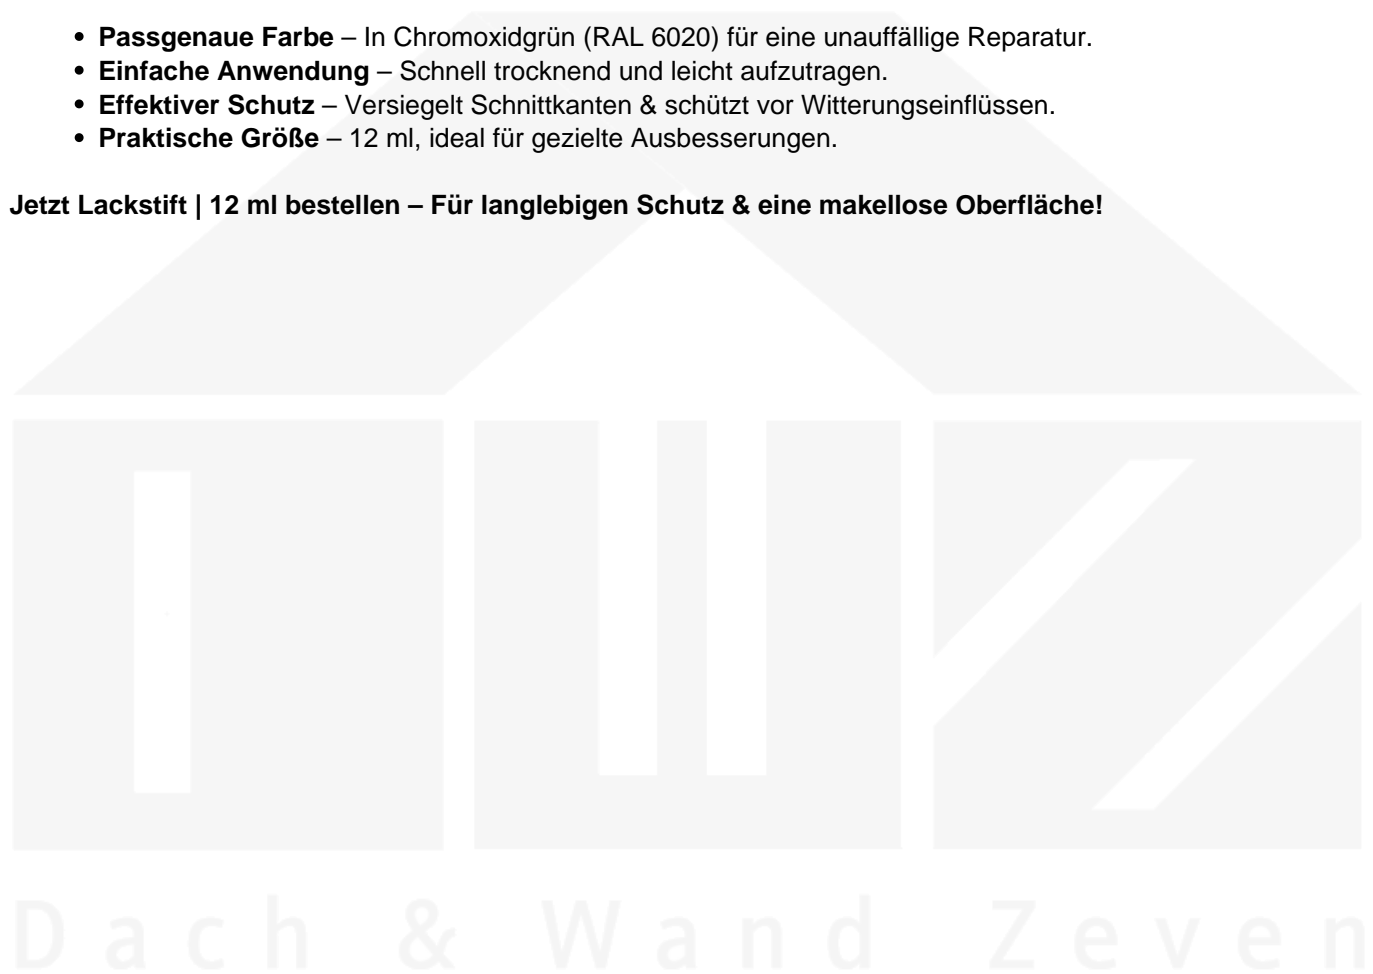 • Passgenaue Farbe – In Chromoxidgrün (RAL 6020) für eine unauffällige Reparatur.
• Einfache Anwendung – Schnell trocknend und leicht aufzutragen.
• Effektiver Schutz – Versiegelt Schnittkanten & schützt vor Witterungseinflüssen.
• Praktische Größe – 12 ml, ideal für gezielte Ausbesserungen.
Jetzt Lackstift | 12 ml bestellen – Für langlebigen Schutz & eine makellose Oberfläche!
Dach & Wand Zeven